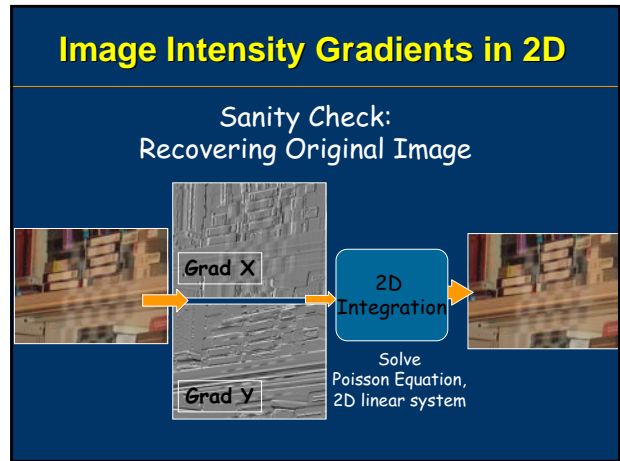 Image Intensity Gradients in 2D
Sanity Check:
Recovering Original Image
Grad X
2D
Integration
Grad Y
Solve
Poisson Equation,
2D linear system